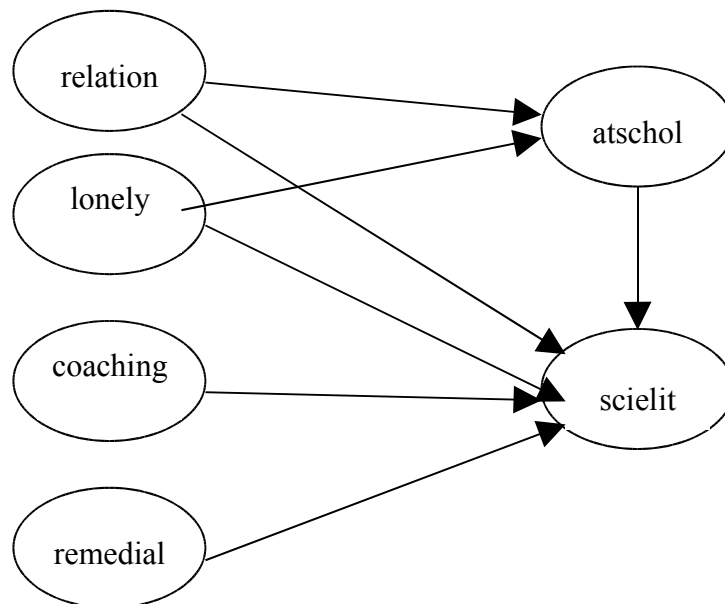 relation
atschol
lonely
coaching
scielit
remedial